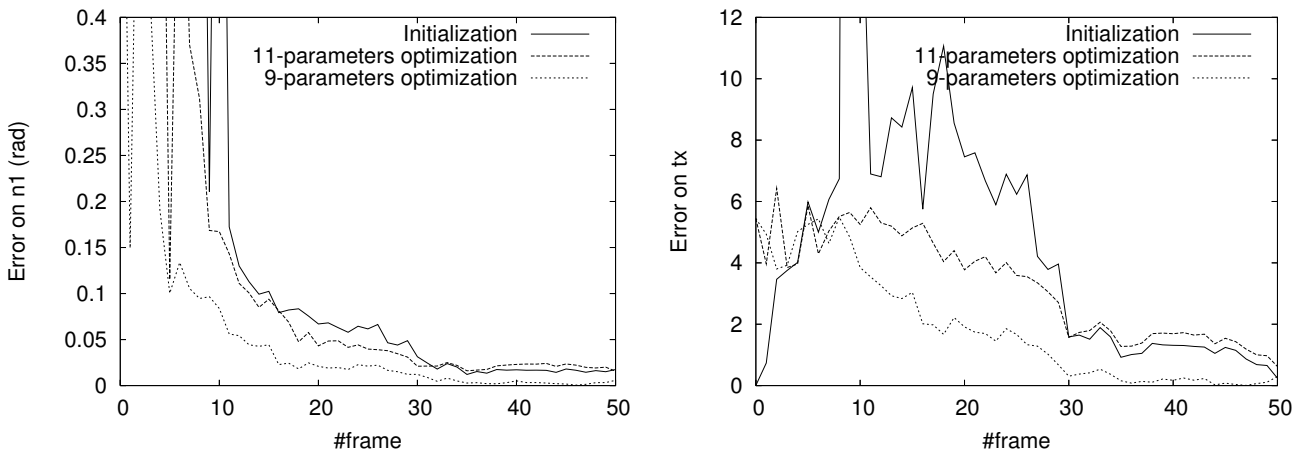 Error on n1 (rad)
0.4
0.35
0.3
0.25
0.2
0.15
0.1
0.05
0
0 10 20 30 40 50
#frame
Initialization
11-parameters optimization
9-parameters optimization
Error on tx
12
10
8
6
4
2
0
0 10 20 30 40 50
#frame
Initialization
11-parameters optimization
9-parameters optimization